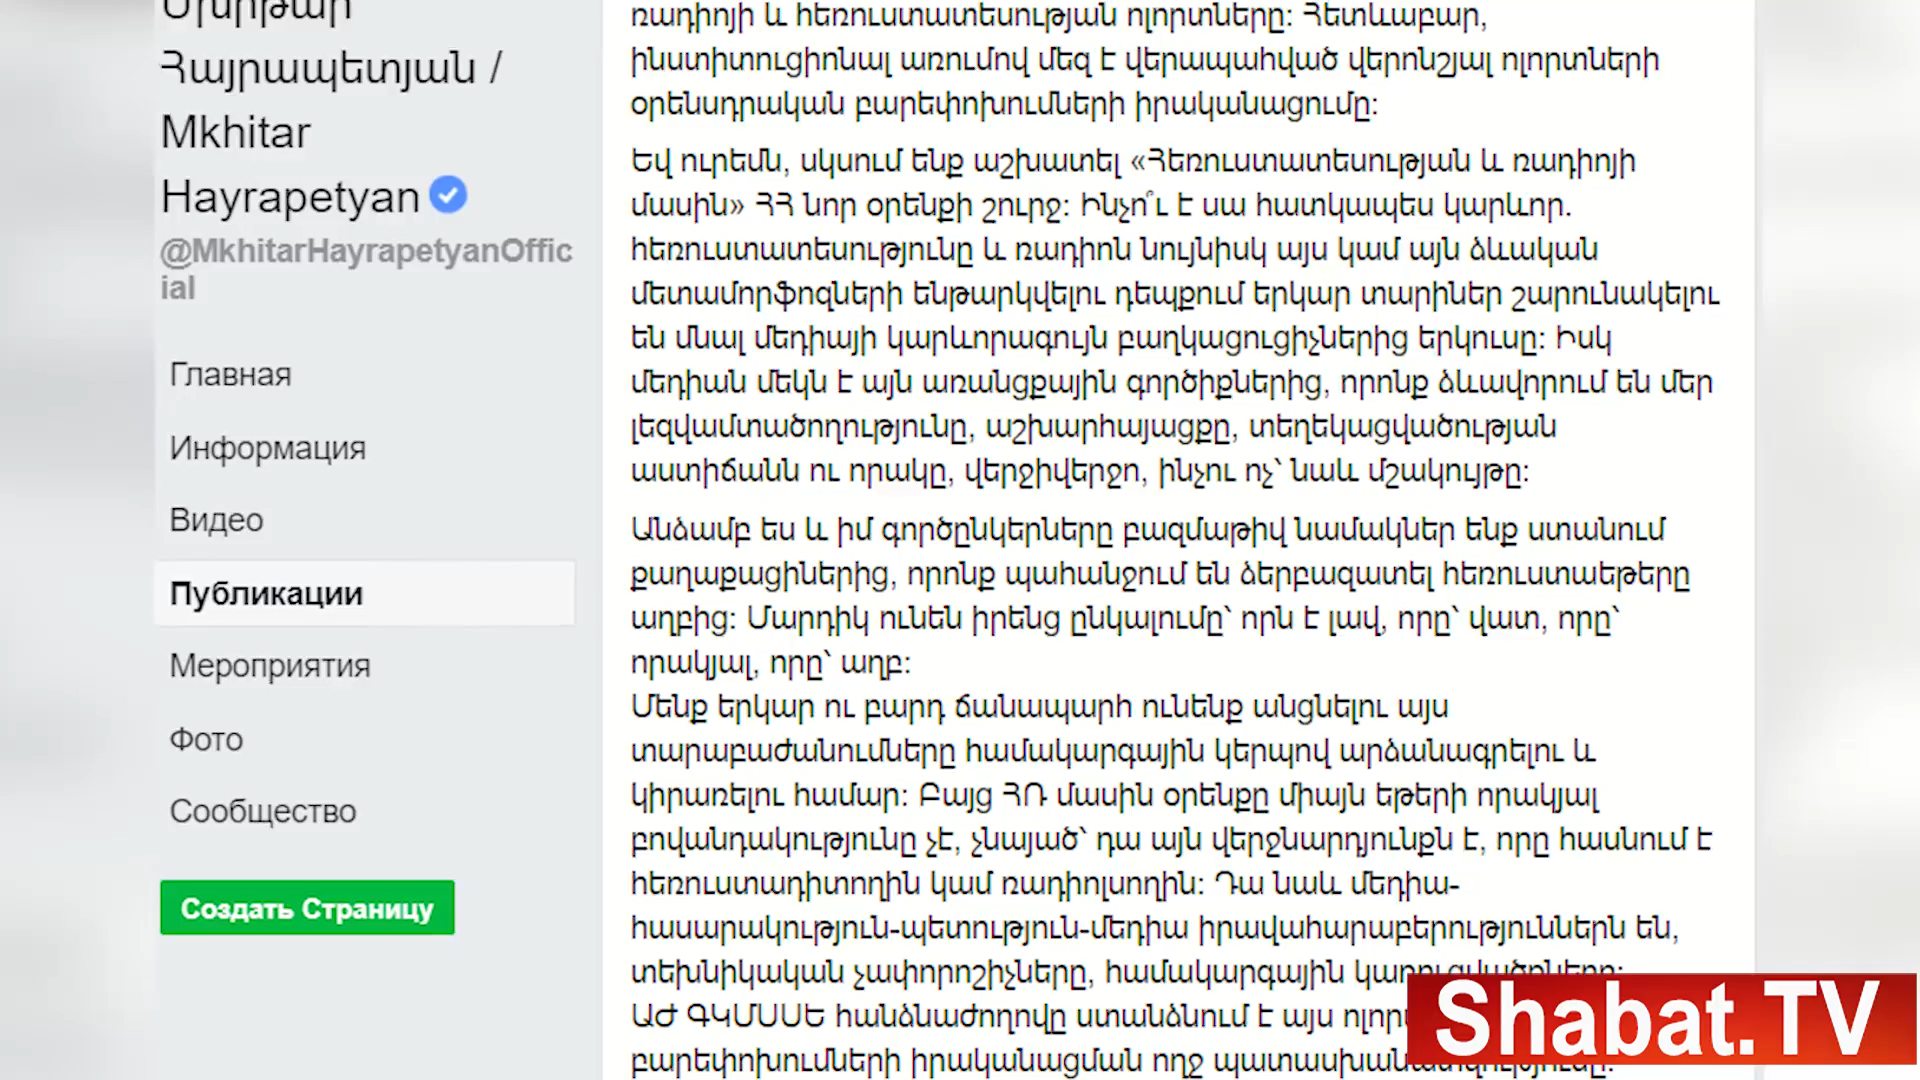 Մխիթար
Հայրապետյան /
Mkhitar
Hayrapetyan
@MkhitarHayrapetyanOffic
ial
Главная
Информация
Видео
Публикации
Мероприятия
Фото
Сообщество
Создать Страницу
ռադիոյի և հեռուստատեսության ոլորտները: Հետևաբար,
ինստիտուցիոնալ առումով մեզ է վերապահված վերոնշյալ ոլորտների
օրենսդրական բարեփոխումների իրականացումը:
Եվ ուրեմն, սկսում ենք աշխատել «Հեռուստատեսության և ռադիոյի
մասին» ՀՀ նոր օրենքի շուրջ: Ինչո՞ւ է սա հատկապես կարևոր.
հեռուստատեսությունը և ռադիոն նույնիսկ այս կամ այն ձևական
մետամորֆոզների ենթարկվելու դեպքում երկար տարիներ շարունակելու
են մնալ մեդիայի կարևորագույն բաղկացուցիչներից երկուսը: Իսկ
մեդիան մեկն է այն առանցքային գործիքներից, որոնք ձևավորում են մեր
լեզվամտածողությունը, աշխարհայացքը, տեղեկացվածության
աստիճանն ու որակը, վերջիվերջո, ինչու ոչ՝ նաև մշակույթը:
Անձամբ ես և իմ գործընկերները բազմաթիվ նամակներ ենք ստանում
քաղաքացիներից, որոնք պահանջում են ձերբազատել հեռուստաեթերը
աղբից: Մարդիկ ունեն իրենց ընկալումը՝ որն է լավ, որը՝ վատ, որը՝
որակյալ, որը՝ աղբ:
Մենք երկար ու բարդ ճանապարհ ունենք անցնելու այս
տարաբաժանումները համակարգային կերպով արձանագրելու և
կիրառելու համար: Բայց ՀՌ մասին օրենքը միայն եթերի որակյալ
բովանդակությունը չէ, չնայած՝ դա այն վերջնարդյունքն է, որը հասնում է
հեռուստադիտողին կամ ռադիոլսողին: Դա նաև մեդիա-
հասարակություն-պետություն-մեդիա իրավահարաբերություններն են,
տեխնիկական չափորոշիչները, համակարգային կառուցվածքները:
ԱԺ ԳԿՄՍՍԵ հանձնաժողովը ստանձնում է այս
բարեփոխումների իրականացման ողջ պատասխանատվությունը:
Shabat.TV